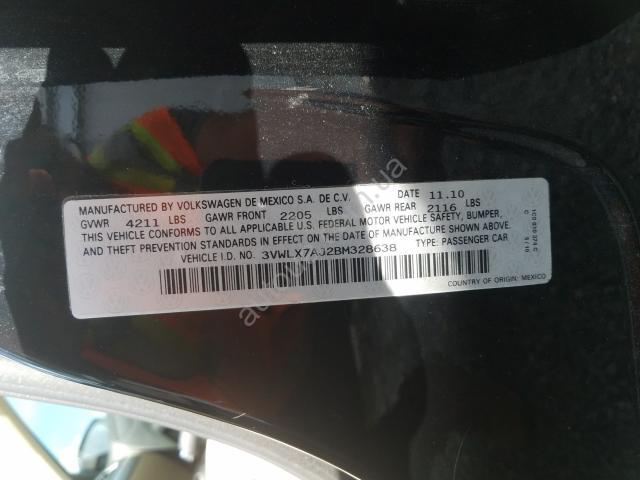 MANUFACTURED BY VOLKSWAGEN DE MEXICO S.A. DE C.V. DATE 11.10
GVWR 4211 LBS GAWR FRONT 2205 LBS GAWR REAR 2116 LBS
THIS VEHICLE CONFORMS TO ALL APPLICABLE FEDERAL MOTOR VEHICLE SAFETY, BUMPER,
AND THEFT PREVENTION STANDARDS IN EFFECT ON THE DATE OF MANUFACTURE SHOWN ABOVE.
VEHICLE I.D. NO. 3VWLX7AJ2BM328638 TYPE: PASSENGER CAR
COUNTRY OF ORIGIN: MEXICO